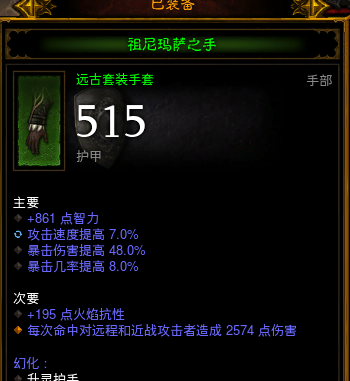 已装备
祖尼玛萨之手
远古套装手套
手部
515
护甲
主要
+861 点智力
攻击速度提高 7.0%
暴击伤害提高 48.0%
暴击几率提高 8.0%
次要
+195 点火焰抗性
每次命中对远程和近战攻击者造成 2574 点伤害
幻化：
升灵护手